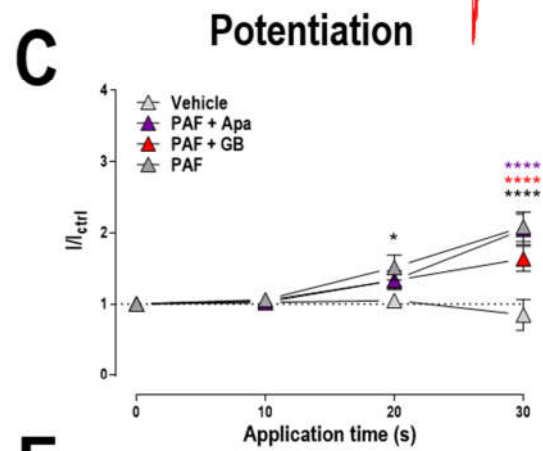 C
Potentiation
4
3
2
1
0
I/Ictrl
Vehicle
PAF + Apa
PAF + GB
PAF
*
****
****
****
0 10 20 30
Application time (s)